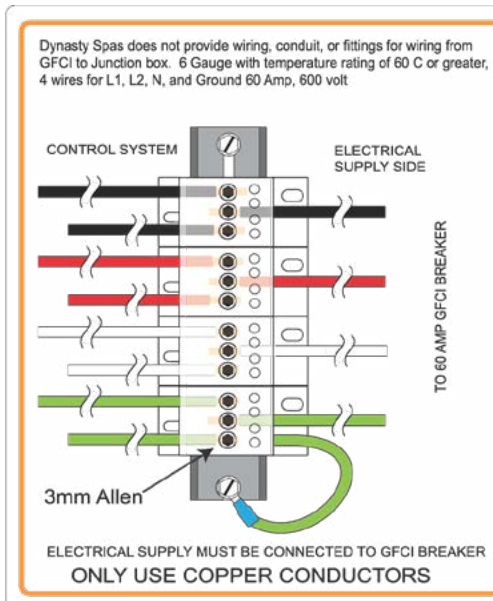 Dynasty Spas does not provide wiring, conduit, or fittings for wiring from
GFCI to Junction box. 6 Gauge with temperature rating of 60 C or greater,
4 wires for L1, L2, N, and Ground 60 Amp, 600 volt
CONTROL SYSTEM
ELECTRICAL
SUPPLY SIDE
TO 60 AMP GFCI BREAKER
3mm Allen
ELECTRICAL SUPPLY MUST BE CONNECTED TO GFCI BREAKER
ONLY USE COPPER CONDUCTORS